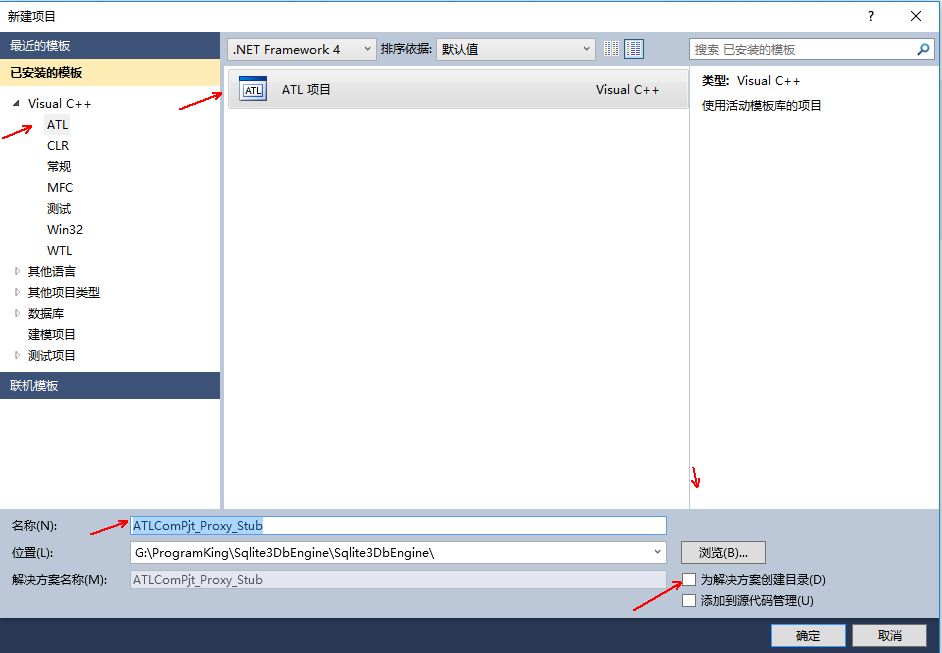 新建项目
?
最近的模板
.NET Framework 4
排序依据:
默认值
搜索 已安装的模板
已安装的模板
ATL
ATL 项目
Visual C++
类型: Visual C++
使用活动模板库的项目
Visual C++
ATL
CLR
常规
MFC
测试
Win32
WTL
其他语言
其他项目类型
数据库
建模项目
测试项目
联机模板
名称(N):
ATLComPjt_Proxy_Stub
位置(L):
G:\ProgramKing\Sqlite3DbEngine\Sqlite3DbEngine\
浏览(B)...
解决方案名称(M):
ATLComPjt_Proxy_Stub
为解决方案创建目录(D)
添加到源代码管理(U)
确定
取消